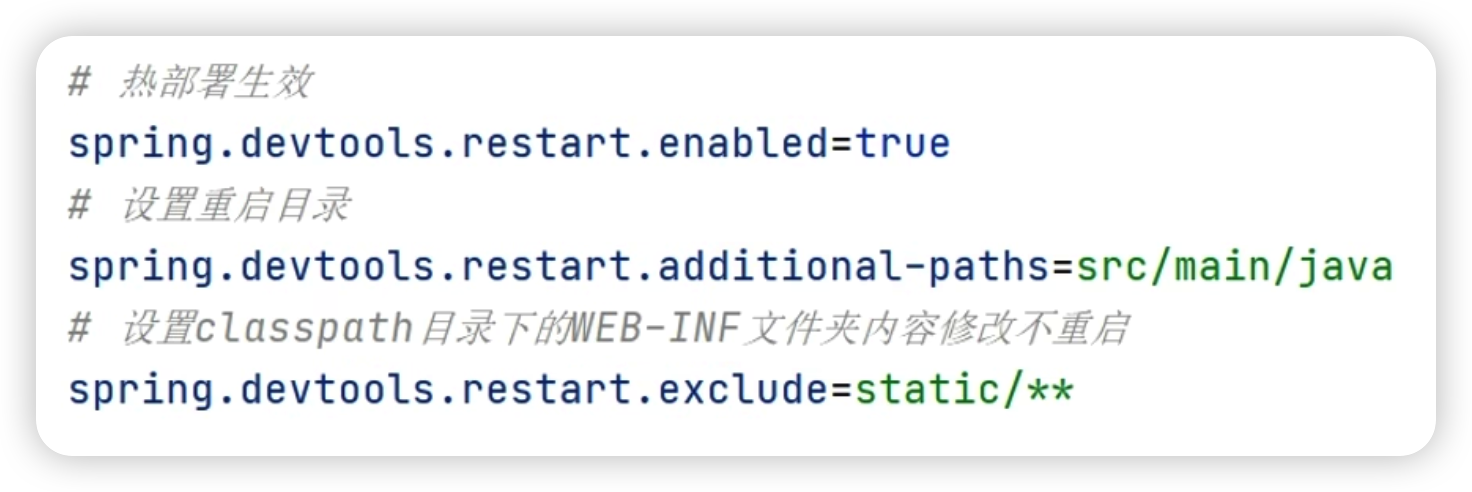 # 热部署生效
spring.devtools.restart.enabled=true
# 设置重启目录
spring.devtools.restart.additional-paths=src/main/java
# 设置classpath目录下的WEB-INF文件夹内容修改不重启
spring.devtools.restart.exclude=static/**